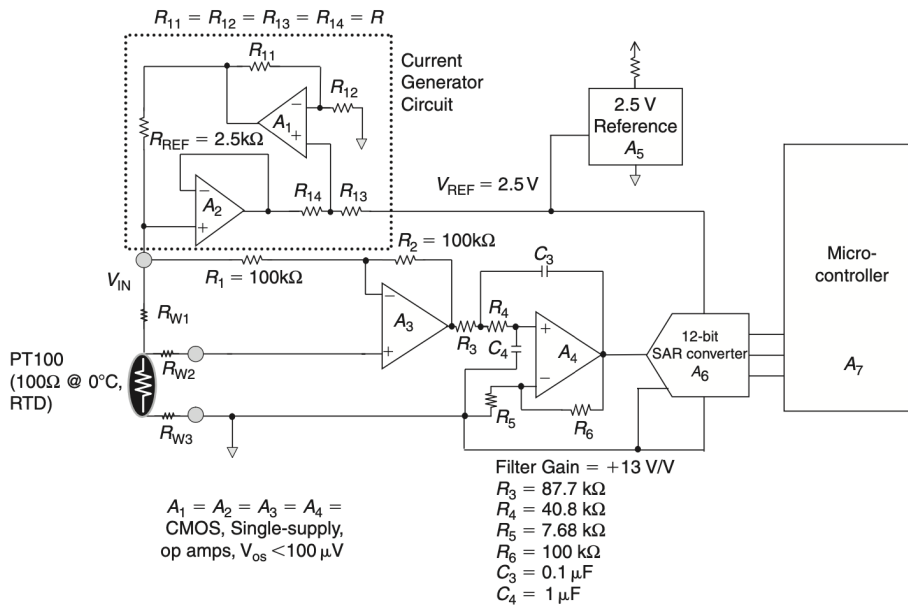 R11 = R12 = R13 = R14 = R
R11
Current
Generator
Circuit
R12
A1
−
+
RREF = 2.5kΩ
A2
−
+
R14
R13
2.5 V
Reference
A5
VREF = 2.5 V
Micro-
controller
A7
VIN
R1 = 100kΩ
R2 = 100kΩ
−
A3
+
C3
R3
R4
C4
+
A4
−
12-bit
SAR converter
A6
RW1
PT100
(100Ω @ 0°C,
RTD)
RW2
RW3
R5
R6
A1 = A2 = A3 = A4 =
CMOS, Single-supply,
op amps, Vos <100 μV
Filter Gain = +13 V/V
R3 = 87.7 kΩ
R4 = 40.8 kΩ
R5 = 7.68 kΩ
R6 = 100 kΩ
C3 = 0.1 μF
C4 = 1 μF